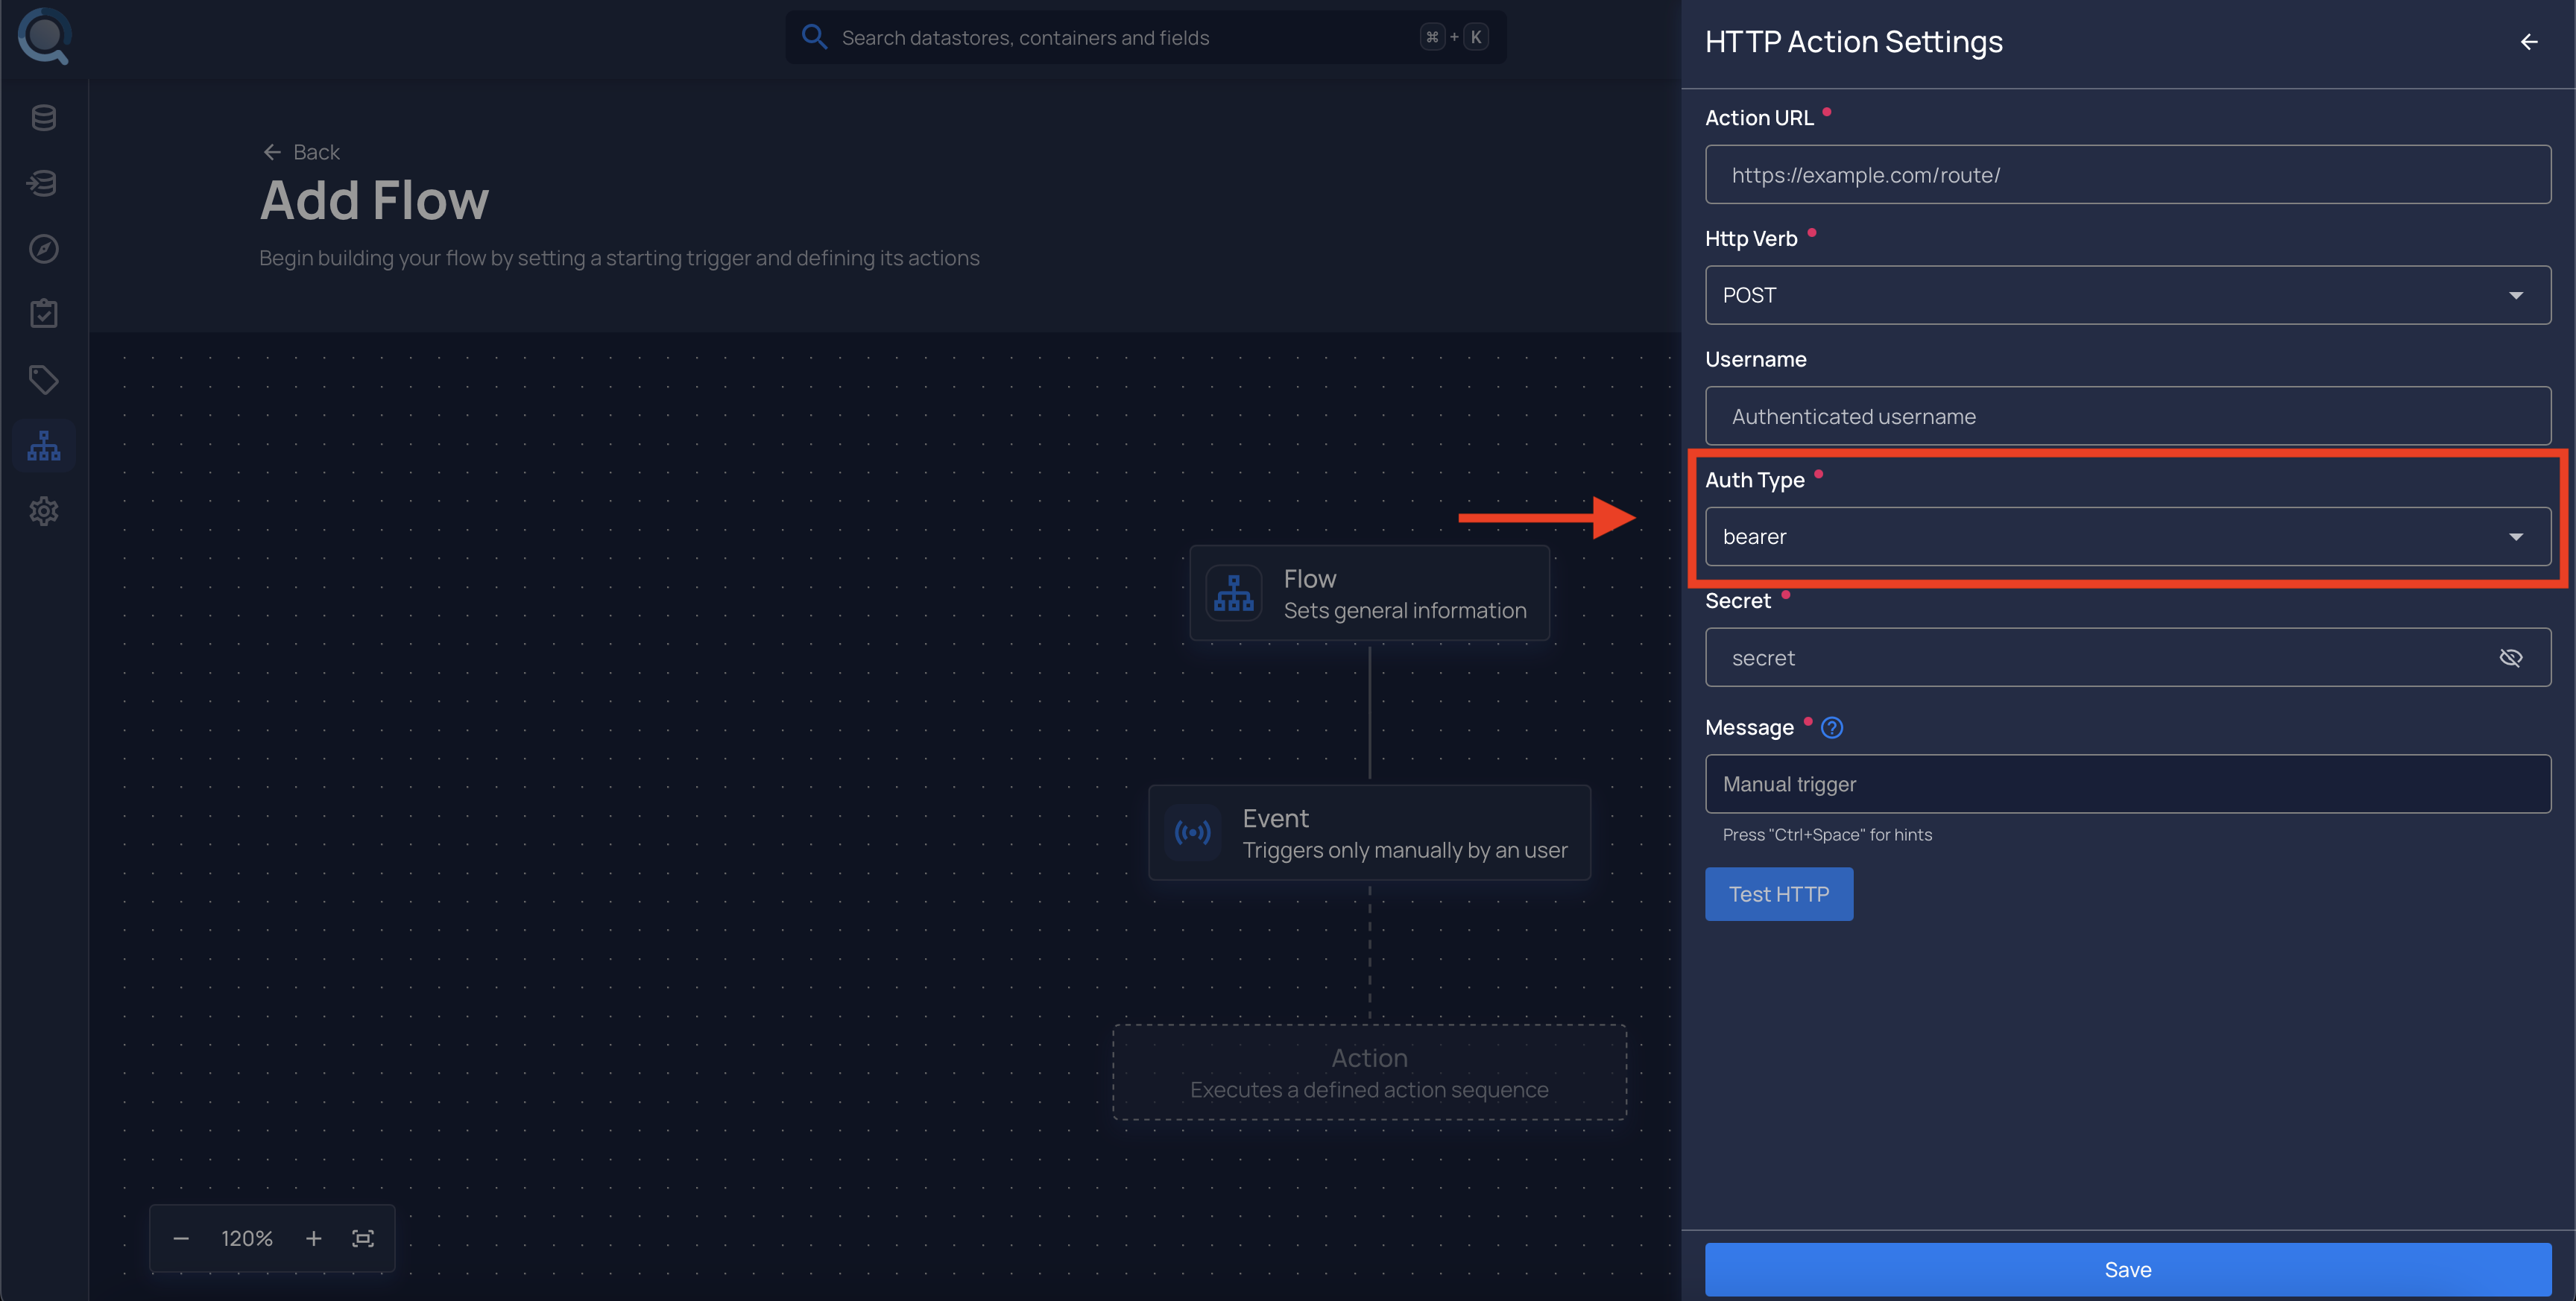 Search datastores, containers and fields
⌘ + K
Back
Add Flow
Begin building your flow by setting a starting trigger and defining its actions
Flow
Sets general information
Event
Triggers only manually by an user
Action
Executes a defined action sequence
120%
HTTP Action Settings
Action URL
https://example.com/route/
Http Verb
POST
Username
Authenticated username
Auth Type
bearer
Secret
secret
Message ?
Manual trigger
Press "Ctrl+Space" for hints
Test HTTP
Save